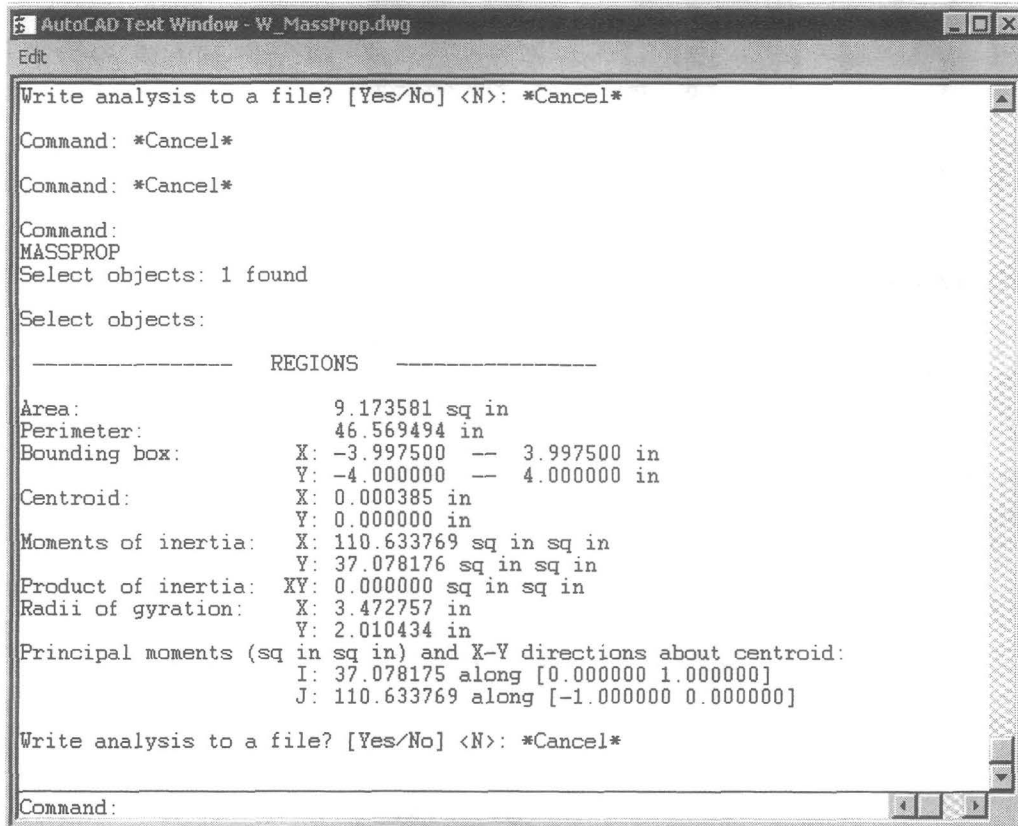 AutoCAD Text Window - W_MassProp.dwg
Edit
Write analysis to a file? [Yes/No] <N>: *Cancel*
Command: *Cancel*
Command: *Cancel*
Command:
MASSPROP
Select objects: 1 found
Select objects:
---------------- REGIONS ----------------
Area: 9.173581 sq in
Perimeter: 46.569494 in
Bounding box: X: -3.997500 -- 3.997500 in
Y: -4.000000 -- 4.000000 in
Centroid: X: 0.000385 in
Y: 0.000000 in
Moments of inertia: X: 110.633769 sq in sq in
Y: 37.078176 sq in sq in
Product of inertia: XY: 0.000000 sq in sq in
Radii of gyration: X: 3.472757 in
Y: 2.010434 in
Principal moments (sq in sq in) and X-Y directions about centroid:
I: 37.078175 along [0.000000 1.000000]
J: 110.633769 along [-1.000000 0.000000]
Write analysis to a file? [Yes/No] <N>: *Cancel*
Command: